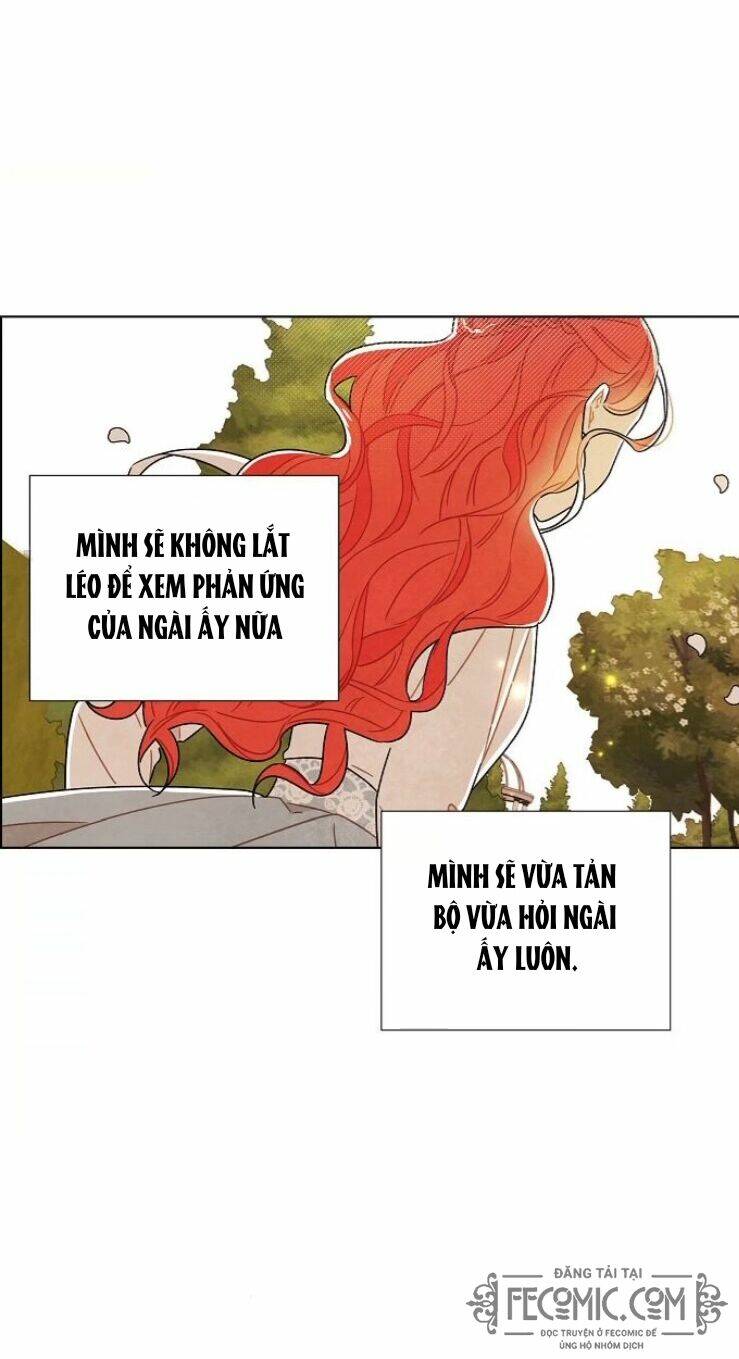 MÌNH SẼ KHÔNG LẮT
LÉO ĐỂ XEM PHẢN ỨNG
CỦA NGÀI ẤY NỮA
MÌNH SẼ VỪA TẢN
BỘ VỪA HỎI NGÀI
ẤY LUÔN.
ĐĂNG TẢI TẠI
FECOMIC.COM
ĐỌC TRUYỆN Ở FECOMIC ĐỂ
ỦNG HỘ NHÓM DỊCH